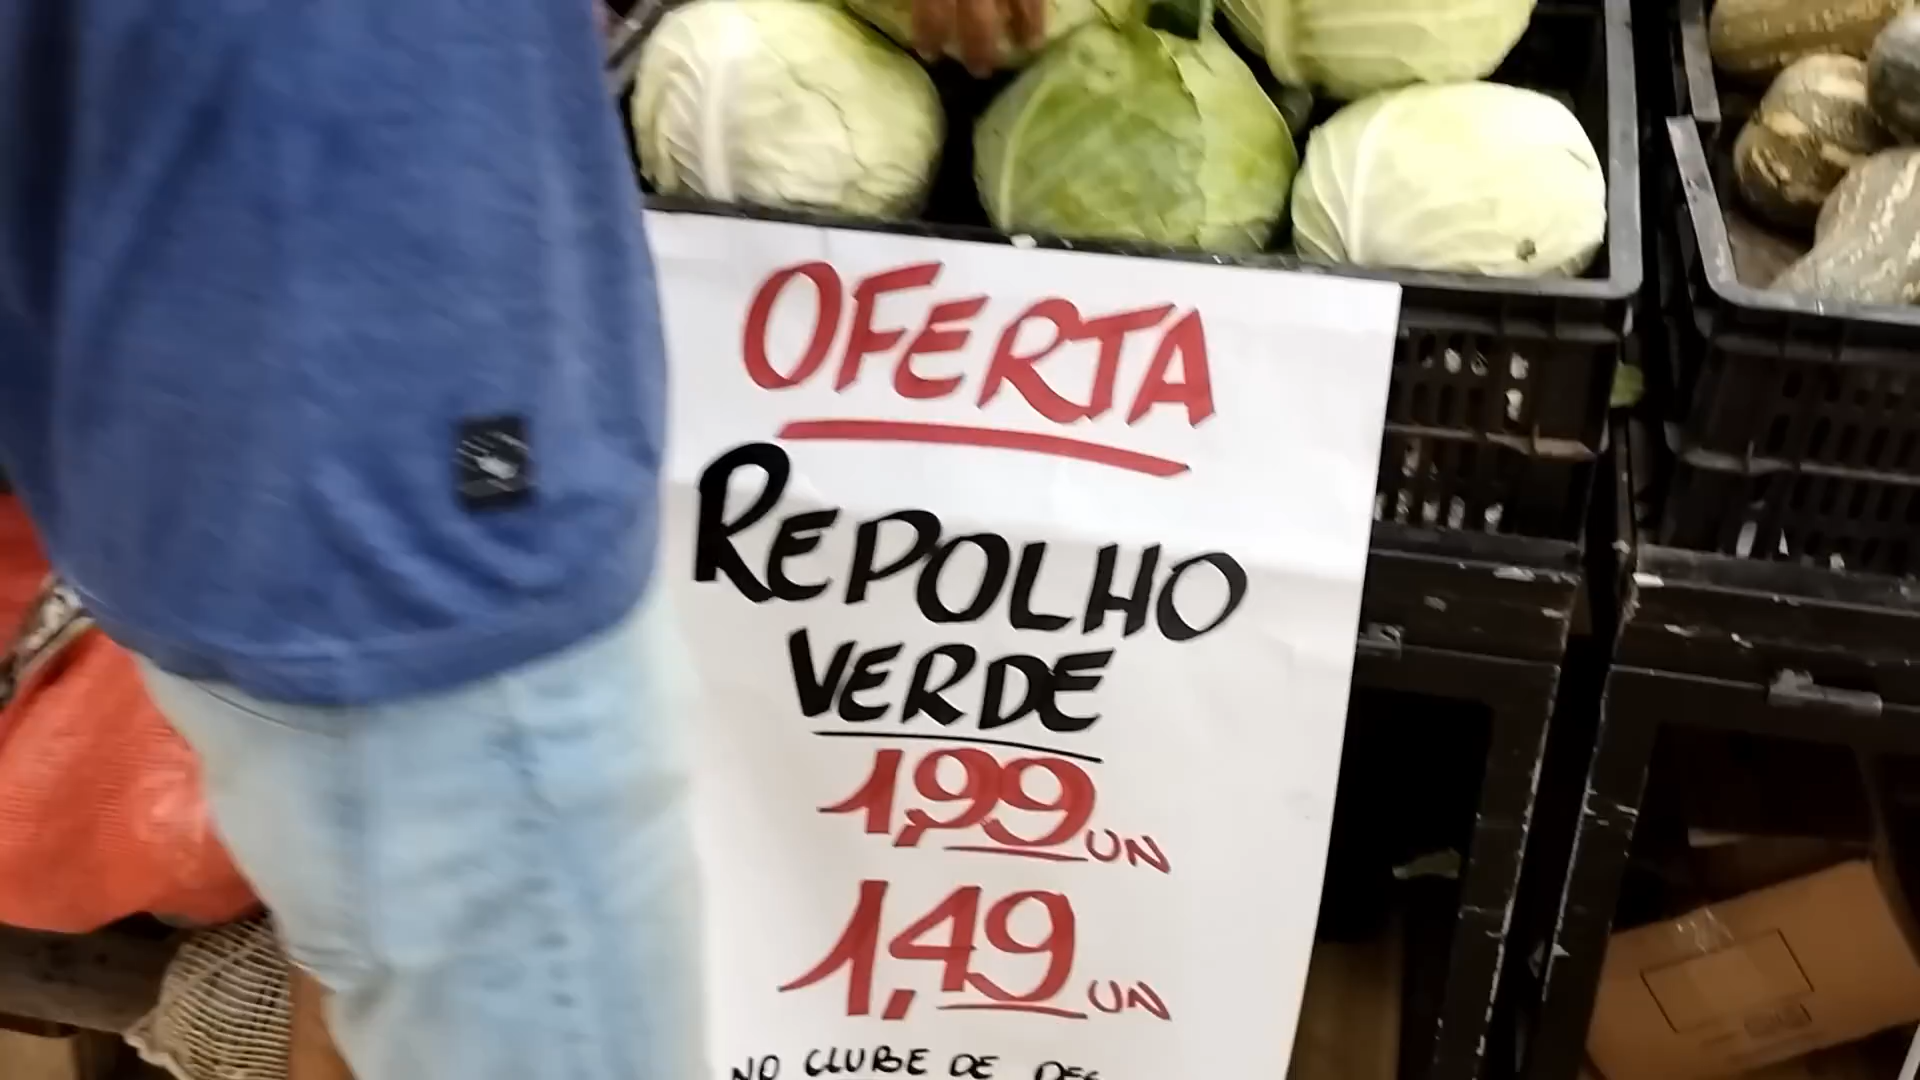 OFERTA
REPOLHO
VERDE
1,99 UN
1,49 UN
NO CLUBE DE